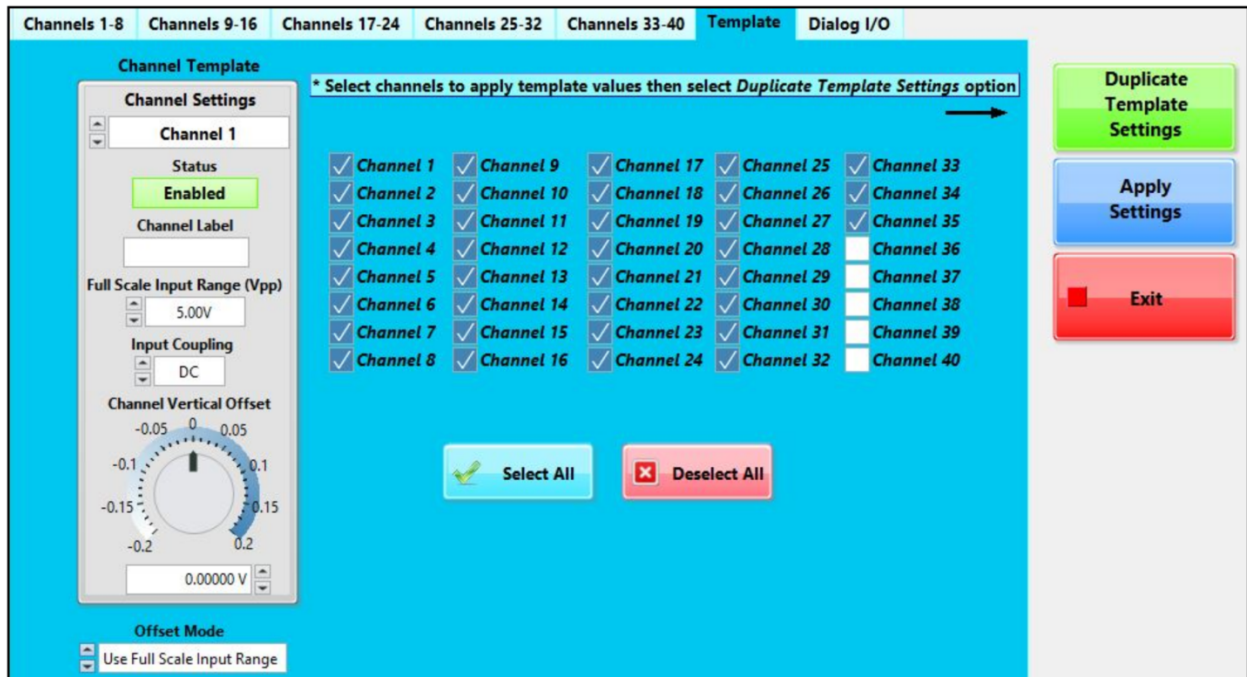 Channels 1-8 Channels 9-16 Channels 17-24 Channels 25-32 Channels 33-40 Template Dialog I/O
Channel Template
Channel Settings
Channel 1
Status
Enabled
Channel Label
Full Scale Input Range (Vpp)
5.00V
Input Coupling
DC
Channel Vertical Offset
-0.05 0 0.05
-0.1 0.1
-0.15 0.15
-0.2 0.2
0.00000 V
Offset Mode
Use Full Scale Input Range
* Select channels to apply template values then select Duplicate Template Settings option
Channel 1 Channel 9 Channel 17 Channel 25 Channel 33
Channel 2 Channel 10 Channel 18 Channel 26 Channel 34
Channel 3 Channel 11 Channel 19 Channel 27 Channel 35
Channel 4 Channel 12 Channel 20 Channel 28 Channel 36
Channel 5 Channel 13 Channel 21 Channel 29 Channel 37
Channel 6 Channel 14 Channel 22 Channel 30 Channel 38
Channel 7 Channel 15 Channel 23 Channel 31 Channel 39
Channel 8 Channel 16 Channel 24 Channel 32 Channel 40
Select All Deselect All
Duplicate
Template
Settings
Apply
Settings
Exit